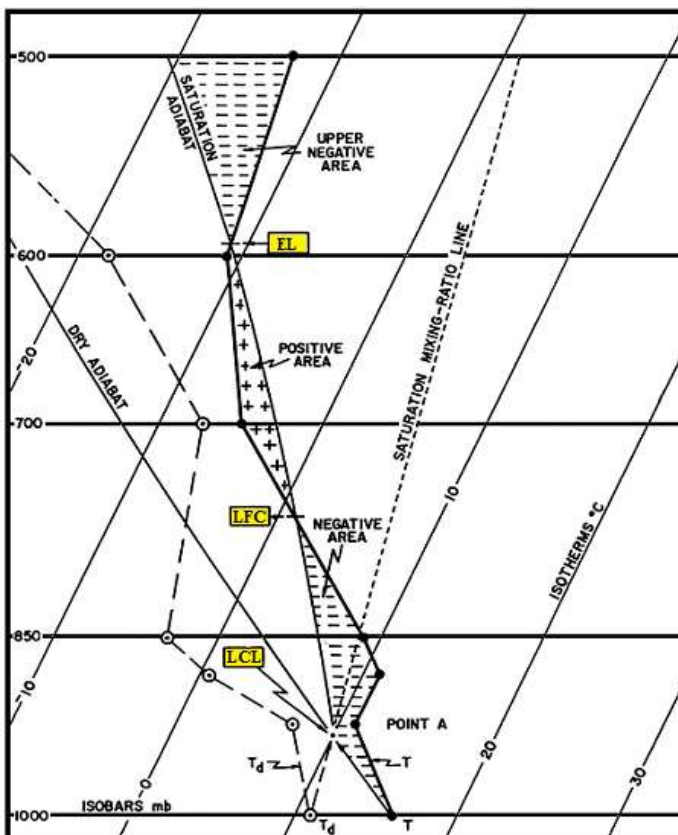 500
SATURATION
ADIABAT
UPPER
NEGATIVE
AREA
EL
600
SATURATION MIXING-RATIO LINE
-20
DRY ADIABAT
POSITIVE
AREA
700
10
LFC
NEGATIVE
AREA
ISOTHERMS °C
850
LCL
-10
POINT A
20
Td
T
0
30
ISOBARS mb
1000
Td
T